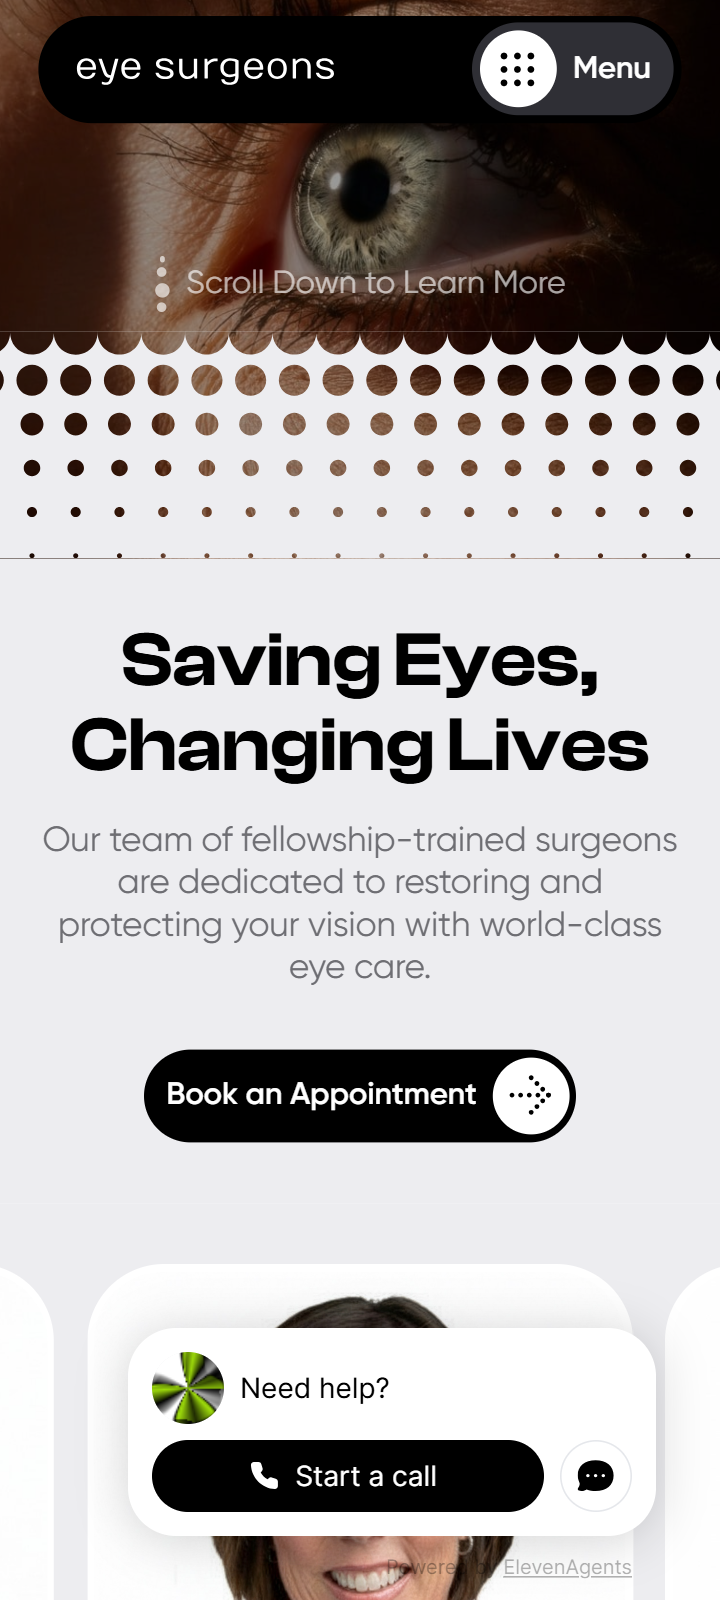 eye surgeons
Menu
Scroll Down to Learn More
Saving Eyes,
Changing Lives
Our team of fellowship-trained surgeons
are dedicated to restoring and
protecting your vision with world-class
eye care.
Book an Appointment
Need help?
Start a call
Powered by ElevenAgents